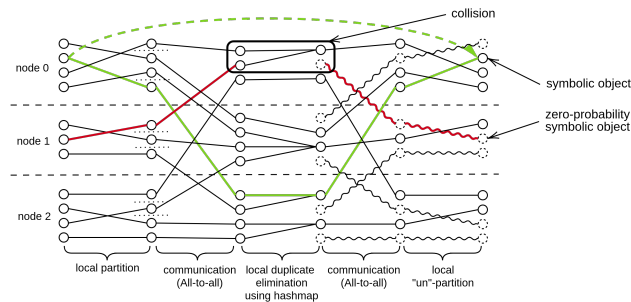 collision
node 0
symbolic object
zero-probability
symbolic object
node 1
node 2
local partition
communication
(All-to-all)
local duplicate
elimination
using hashmap
communication
(All-to-all)
local
"un"-partition